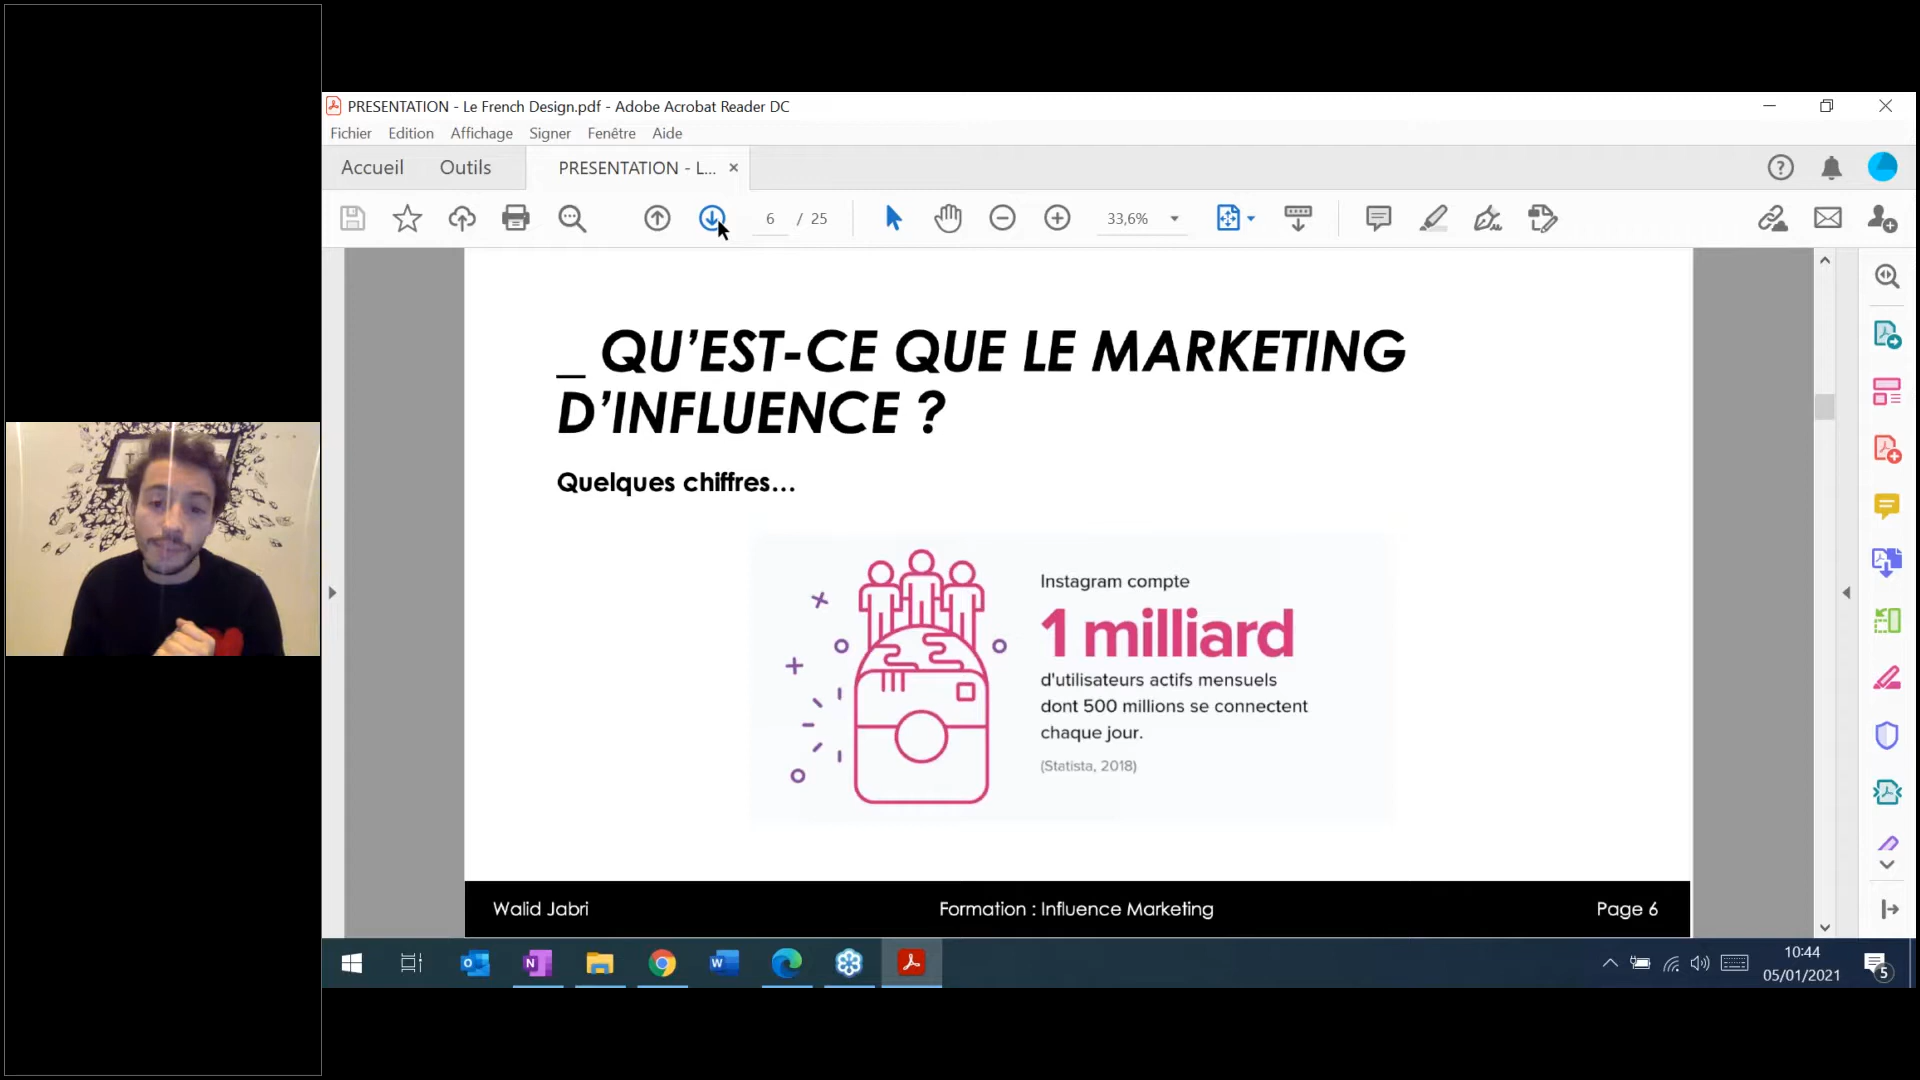 PRESENTATION - Le French Design.pdf - Adobe Acrobat Reader DC
Fichier Edition Affichage Signer Fenêtre Aide
Accueil Outils PRESENTATION - L...
6 / 25 33,6%
_ QU’EST-CE QUE LE MARKETING
D’INFLUENCE ?
Quelques chiffres…
Instagram compte
1 milliard
d'utilisateurs actifs mensuels
dont 500 millions se connectent
chaque jour.
(Statista, 2018)
Walid Jabri Formation : Influence Marketing Page 6
10:44
05/01/2021
5